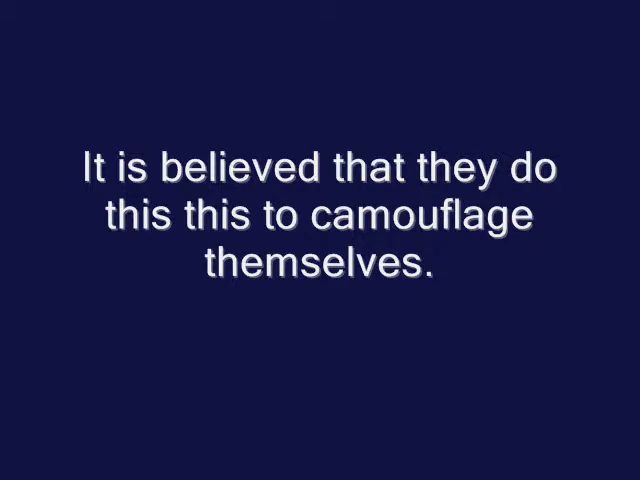 It is believed that they do
this this to camouflage
themselves.